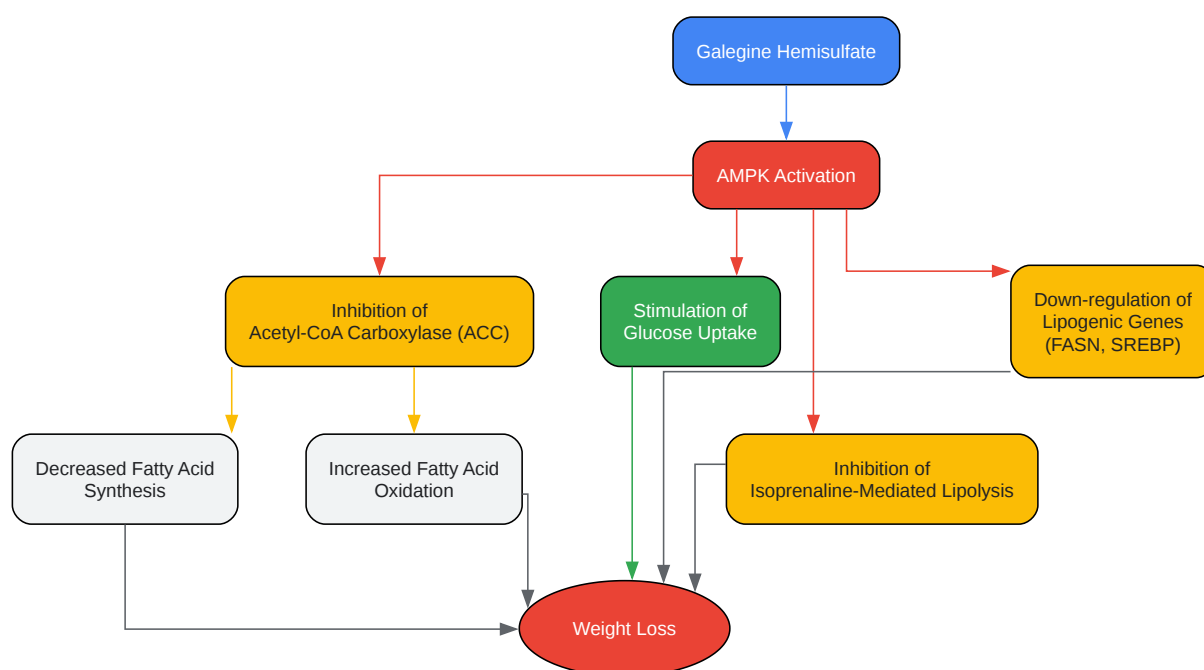 Galegine Hemisulfate
AMPK Activation
Inhibition of
Acetyl-CoA Carboxylase (ACC)
Stimulation of
Glucose Uptake
Down-regulation of
Lipogenic Genes
(FASN, SREBP)
Decreased Fatty Acid
Synthesis
Increased Fatty Acid
Oxidation
Inhibition of
Isoprenaline-Mediated Lipolysis
Weight Loss